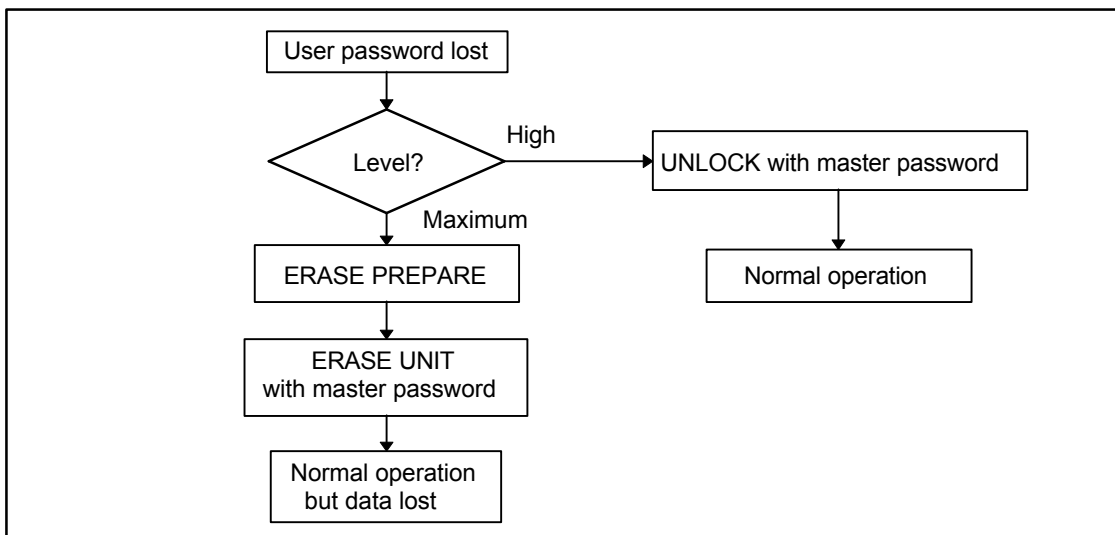 User password lost
Level?
High
UNLOCK with master password
Maximum
ERASE PREPARE
Normal operation
ERASE UNIT
with master password
Normal operation
but data lost